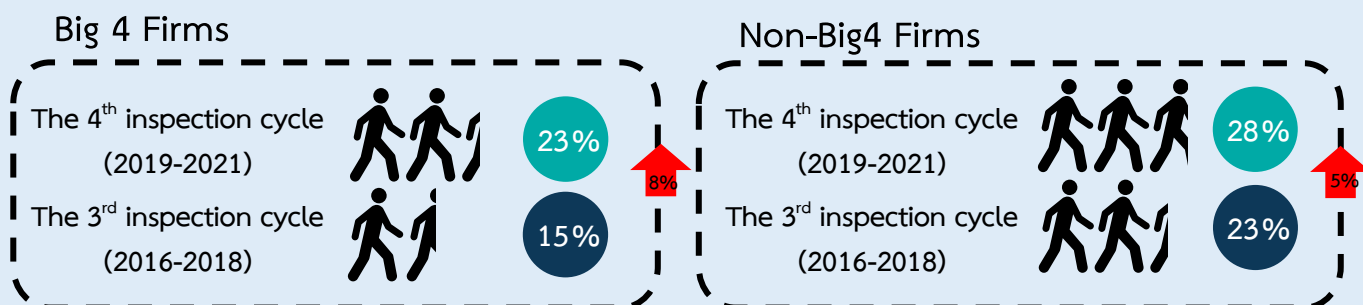 Big 4 Firms
The 4th inspection cycle
(2019-2021)
23%
8%
The 3rd inspection cycle
(2016-2018)
15%
Non-Big4 Firms
The 4th inspection cycle
(2019-2021)
28%
5%
The 3rd inspection cycle
(2016-2018)
23%